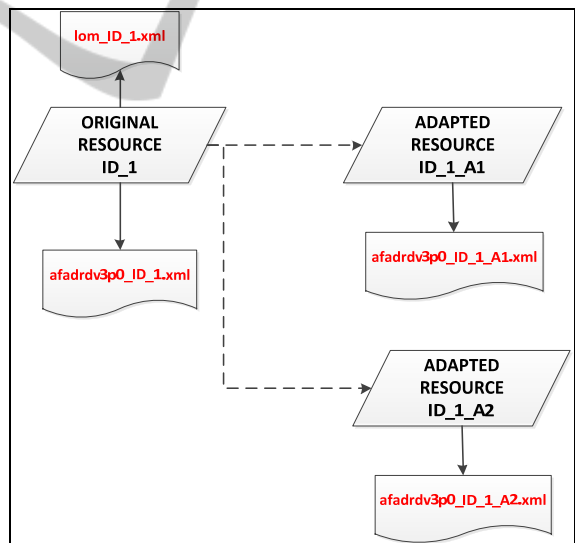 lom_ID_1.xml
ORIGINAL
RESOURCE
ID_1
afadrdv3p0_ID_1.xml
ADAPTED
RESOURCE
ID_1_A1
afadrdv3p0_ID_1_A1.xml
ADAPTED
RESOURCE
ID_1_A2
afadrdv3p0_ID_1_A2.xml